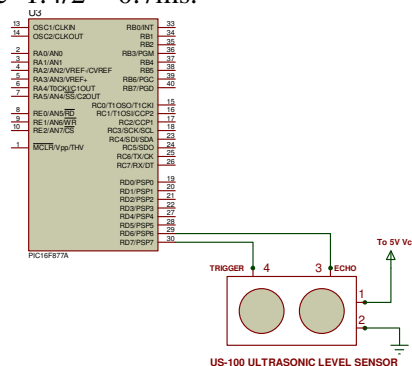 1.4/2 0.7ms.
U3
13 OSC1/CLKIN RB0/INT 33
14 OSC2/CLKOUT RB1 34
RB2 35
2 RA0/AN0 RB3/PGM 36
3 RA1/AN1 RB4 37
4 RA2/AN2/VREF-/CVREF RB5 38
5 RA3/AN3/VREF+ RB6/PGC 39
6 RA4/T0CKI/C1OUT RB7/PGD 40
7 RA5/AN4/SS/C2OUT
RC0/T1OSO/T1CKI 15
8 RE0/AN5/RD RC1/T1OSI/CCP2 16
9 RE1/AN6/WR RC2/CCP1 17
10 RE2/AN7/CS RC3/SCK/SCL 18
RC4/SDI/SDA 23
1 MCLR/Vpp/THV RC5/SDO 24
RC6/TX/CK 25
RC7/RX/DT 26
RD0/PSP0 19
RD1/PSP1 20
RD2/PSP2 21
RD3/PSP3 22
RD4/PSP4 27
RD5/PSP5 28
RD6/PSP6 29
RD7/PSP7 30
PIC16F877A
To 5V Vc
TRIGGER 4 3 ECHO
1
2
US-100 ULTRASONIC LEVEL SENSOR